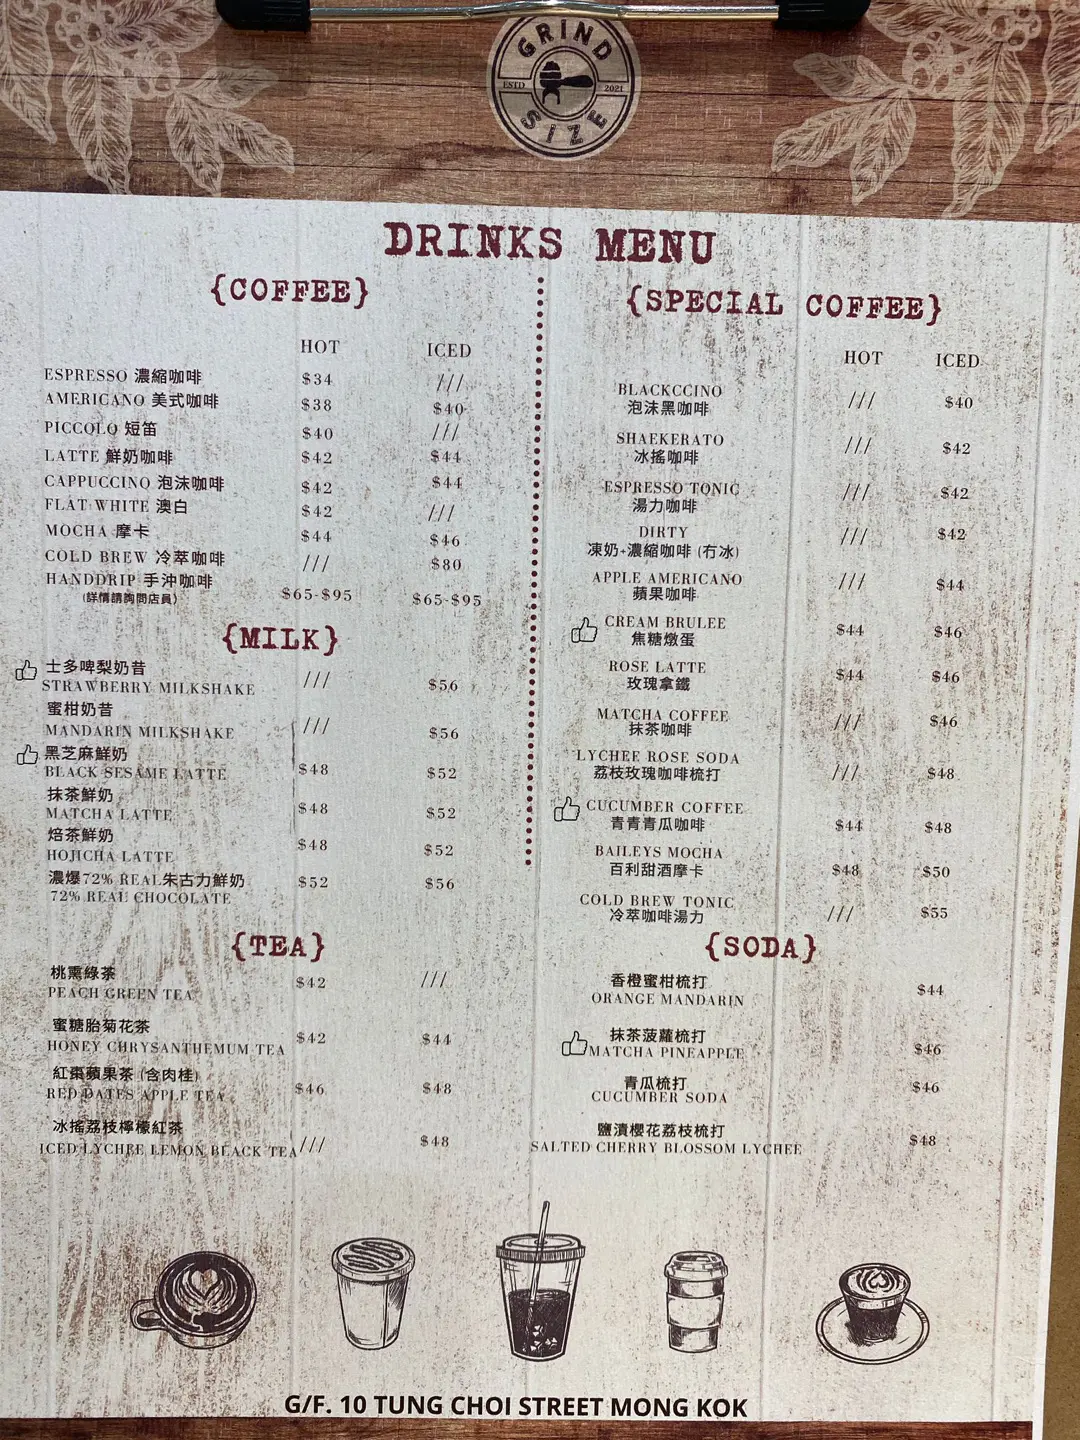 GRIND
ESTD 2021
SIZE
DRINKS MENU
{COFFEE}
HOT ICED
ESPRESSO 濃縮咖啡 $34 ///
AMERICANO 美式咖啡 $38 $40
PICCOLO 短笛 $40 ///
LATTE 鮮奶咖啡 $42 $44
CAPPUCCINO 泡沫咖啡 $42 $44
FLAT WHITE 澳白 $42 ///
MOCHA 摩卡 $44 $46
COLD BREW 冷萃咖啡 /// $80
HANDDRIP 手沖咖啡 $65-$95 $65-$95
(詳情請詢問店員)
{MILK}
士多啤梨奶昔
STRAWBERRY MILKSHAKE /// $56
蜜柑奶昔
MANDARIN MILKSHAKE /// $56
黑芝麻鮮奶
BLACK SESAME LATTE $48 $52
抹茶鮮奶
MATCHA LATTE $48 $52
焙茶鮮奶
HOJICHA LATTE $48 $52
濃爆72% REAL朱古力鮮奶
72% REAL CHOCOLATE $52 $56
{TEA}
桃熏綠茶
PEACH GREEN TEA $42 ///
蜜糖胎菊花茶
HONEY CHRYSANTHEMUM TEA $42 $44
紅棗蘋果茶 (含肉桂)
RED DATES APPLE TEA $46 $48
冰搖荔枝檸檬紅茶
ICED LYCHEE LEMON BLACK TEA /// $48
{SPECIAL COFFEE}
HOT ICED
BLACKCCINO
泡沫黑咖啡 /// $40
SHAEKERATO
冰搖咖啡 /// $42
ESPRESSO TONIC
湯力咖啡 /// $42
DIRTY
凍奶+濃縮咖啡 (冇冰) /// $42
APPLE AMERICANO
蘋果咖啡 /// $44
CREAM BRULEE
焦糖燉蛋 $44 $46
ROSE LATTE
玫瑰拿鐵 $44 $46
MATCHA COFFEE
抹茶咖啡 /// $46
LYCHEE ROSE SODA
荔枝玫瑰咖啡梳打 /// $48
CUCUMBER COFFEE
青青青瓜咖啡 $44 $48
BAILEYS MOCHA
百利甜酒摩卡 $48 $50
COLD BREW TONIC
冷萃咖啡湯力 /// $55
{SODA}
香橙蜜柑梳打
ORANGE MANDARIN $44
抹茶菠蘿梳打
MATCHA PINEAPPLE $46
青瓜梳打
CUCUMBER SODA $46
鹽漬櫻花荔枝梳打
SALTED CHERRY BLOSSOM LYCHEE $48
G/F. 10 TUNG CHOI STREET MONG KOK